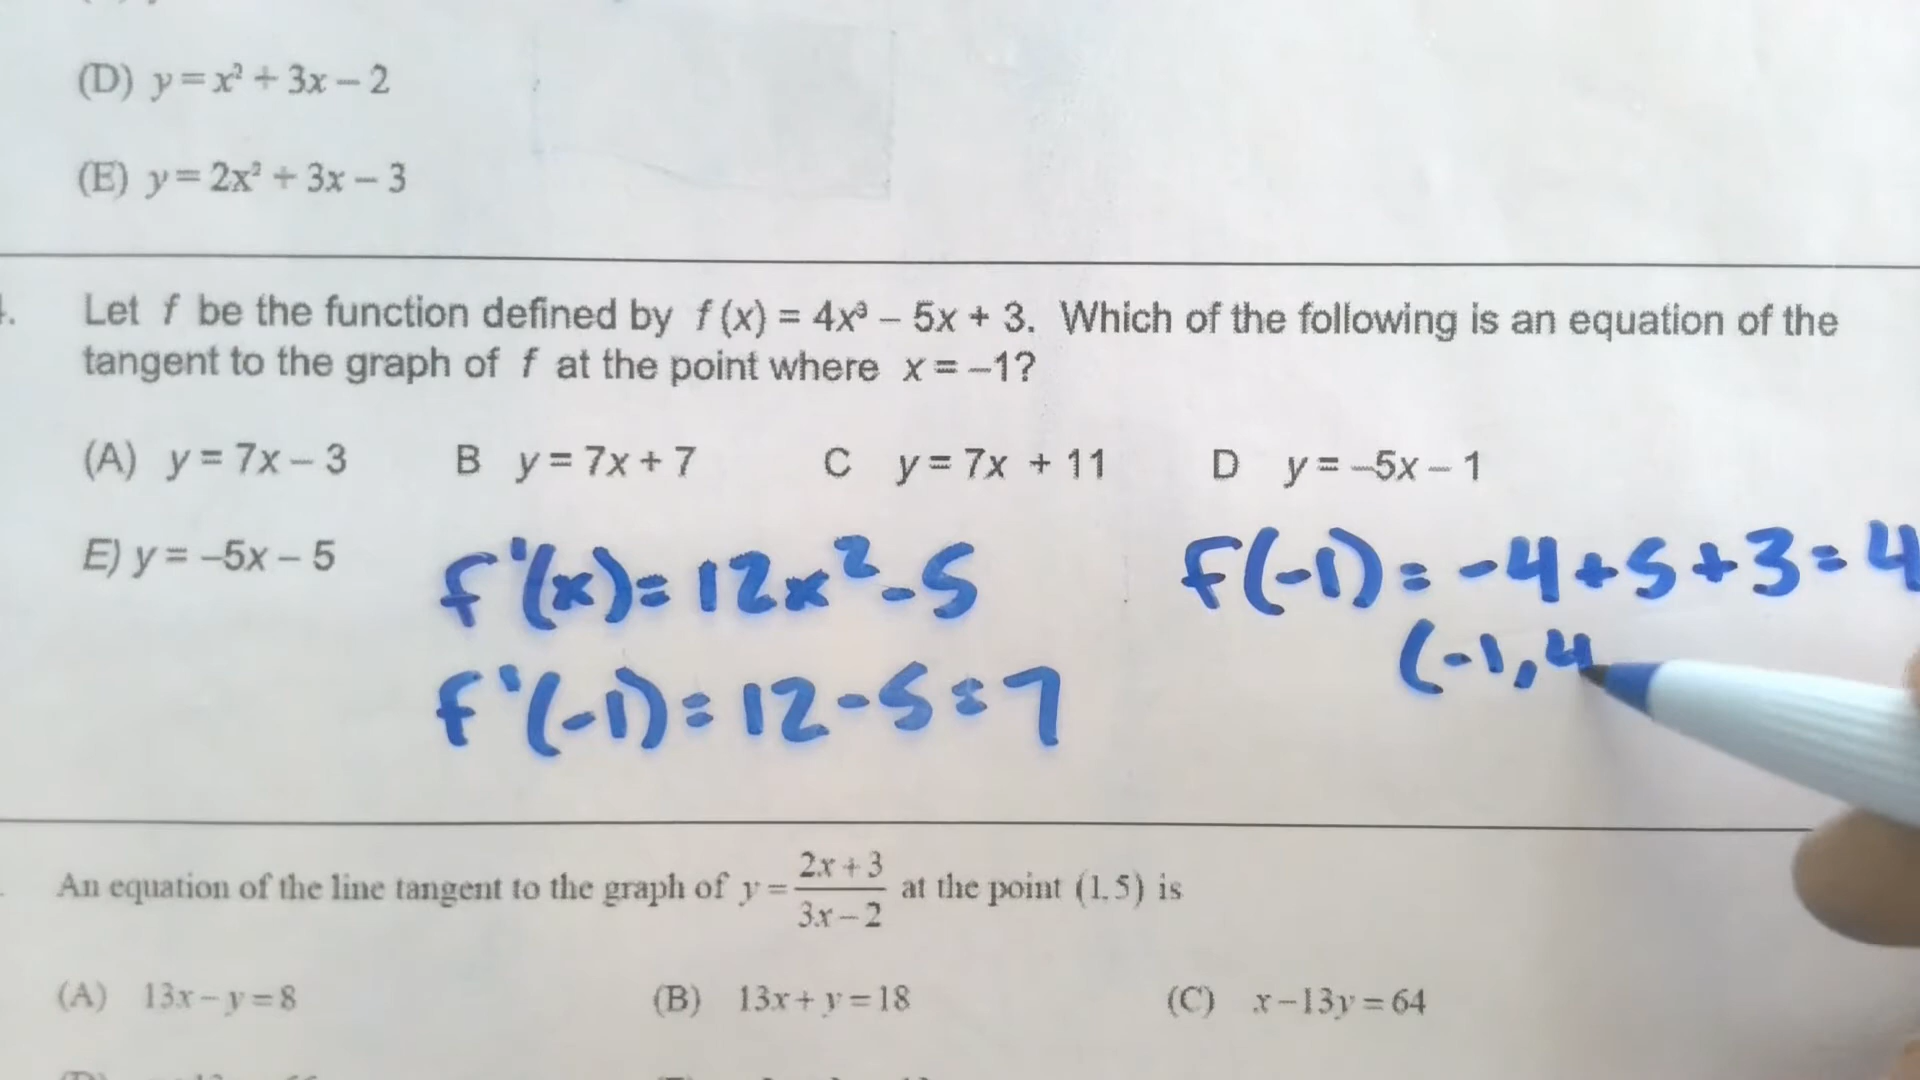 (D) y = x² + 3x − 2
(E) y = 2x² + 3x − 3
Let f be the function defined by f(x) = 4x³ − 5x + 3. Which of the following is an equation of the
tangent to the graph of f at the point where x = −1?
(A) y = 7x − 3 B y = 7x + 7 C y = 7x + 11 D y = −5x − 1
E) y = −5x − 5
f'(x) = 12x² - 5 f(-1) = -4 + 5 + 3 = 4
(-1, 4
f'(-1) = 12 - 5 = 7
An equation of the line tangent to the graph of y = (2x + 3)/(3x − 2) at the point (1, 5) is
(A) 13x − y = 8 (B) 13x + y = 18 (C) x − 13y = 64